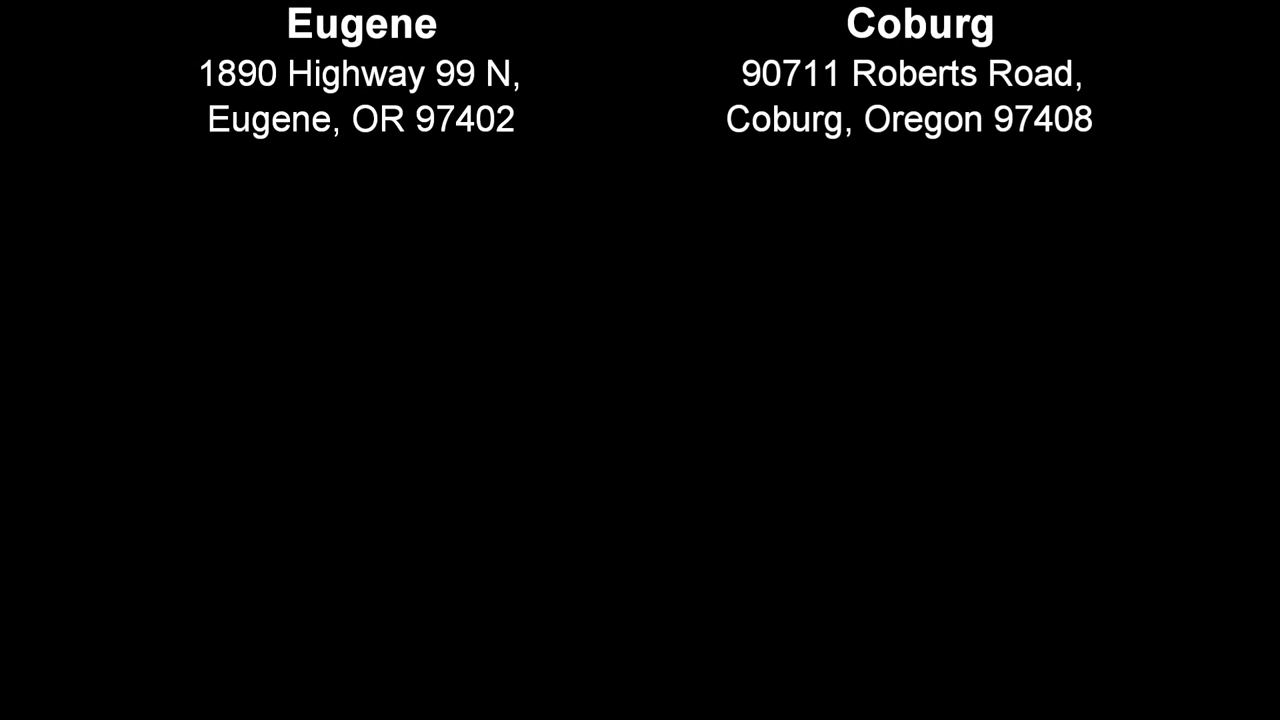 Eugene
1890 Highway 99 N,
Eugene, OR 97402
Coburg
90711 Roberts Road,
Coburg, Oregon 97408